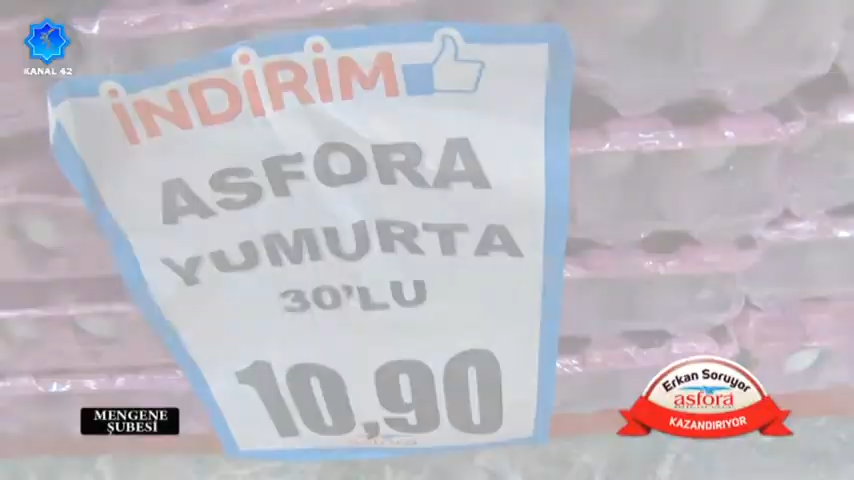 KANAL 42
İNDİRİM
ASFORA
YUMURTA
30'LU
10,90
MENGENE
ŞUBESİ
Erkan Soruyor
asfora
KAZANDIRIYOR